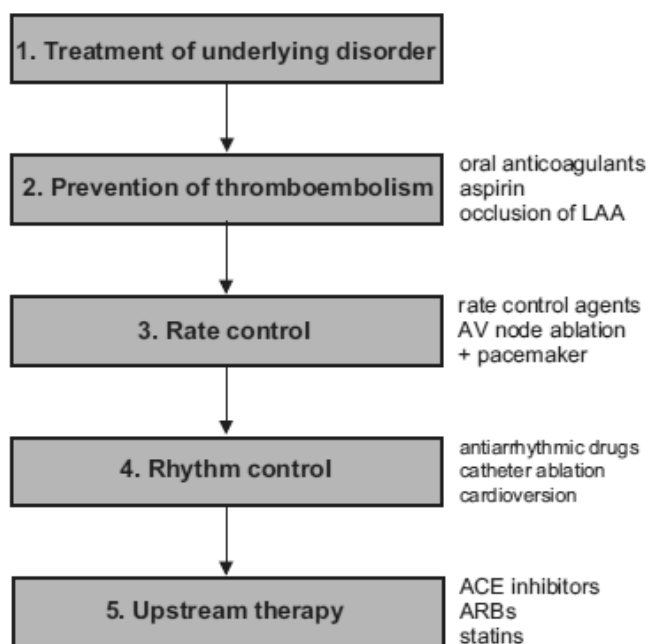 1. Treatment of underlying disorder
2. Prevention of thromboembolism
oral anticoagulants
aspirin
occlusion of LAA
3. Rate control
rate control agents
AV node ablation
+ pacemaker
4. Rhythm control
antiarrhythmic drugs
catheter ablation
cardioversion
5. Upstream therapy
ACE inhibitors
ARBs
statins